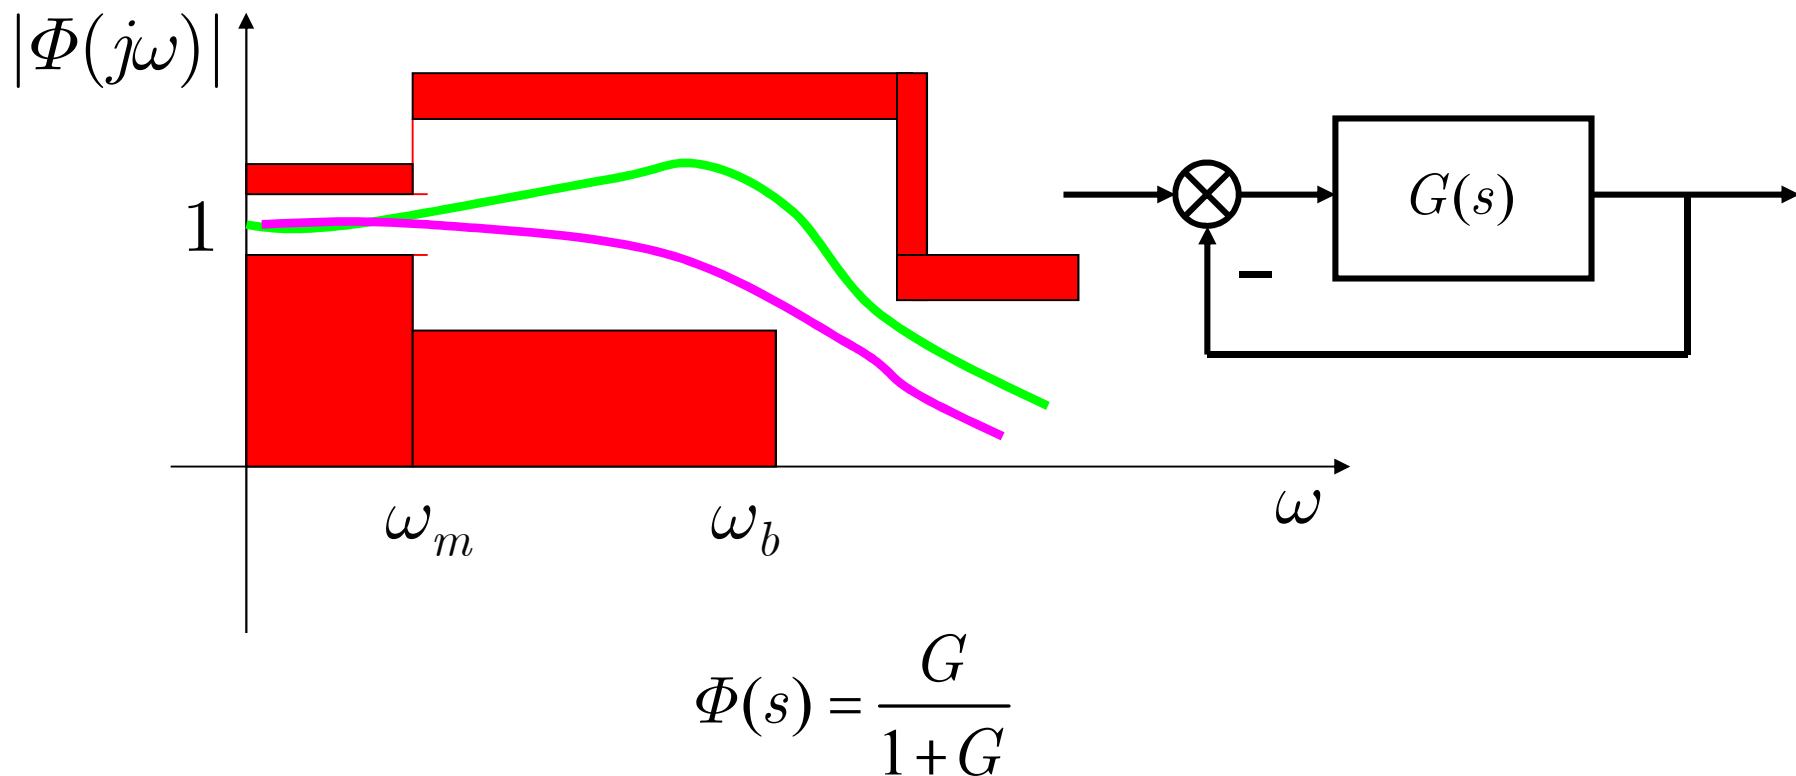 |Φ(jω)|
G(s)
1
−
ω
ω_m
ω_b
Φ(s) = G / (1+G)